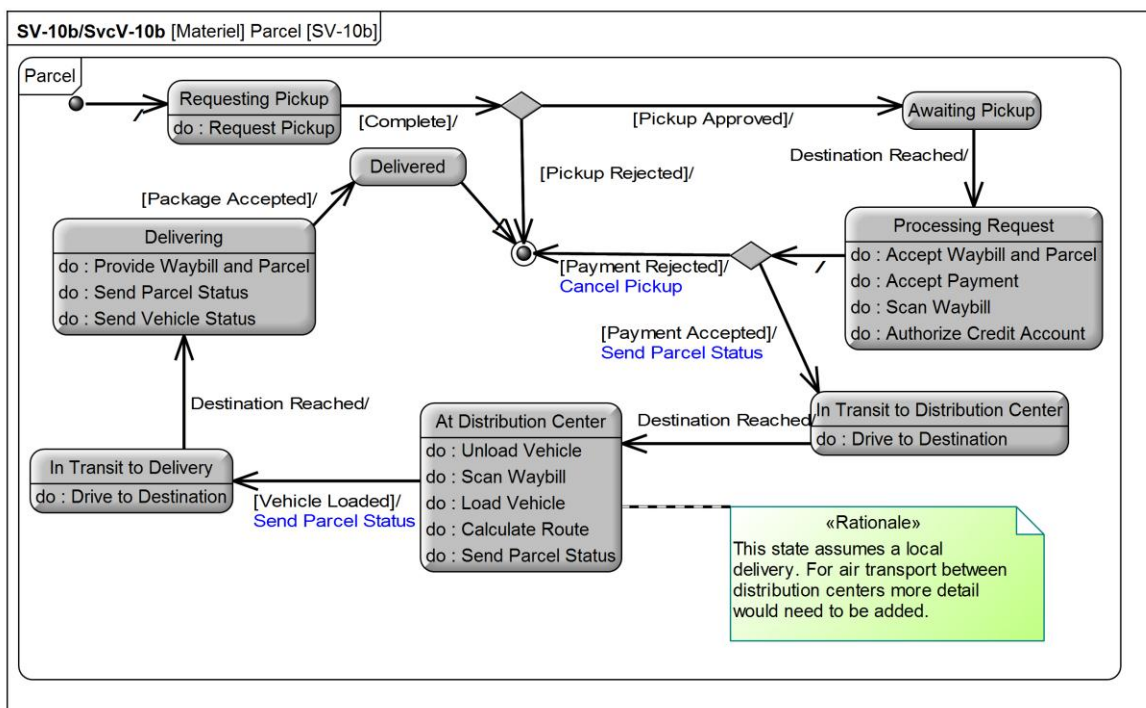 SV-10b/SvcV-10b [Materiel] Parcel [SV-10b]
Parcel
Requesting Pickup
do : Request Pickup
/
[Complete]/
[Pickup Approved]/
Awaiting Pickup
[Pickup Rejected]/
Destination Reached/
Delivered
[Package Accepted]/
Delivering
do : Provide Waybill and Parcel
do : Send Parcel Status
do : Send Vehicle Status
Processing Request
do : Accept Waybill and Parcel
do : Accept Payment
do : Scan Waybill
do : Authorize Credit Account
/
[Payment Rejected]/
Cancel Pickup
[Payment Accepted]/
Send Parcel Status
In Transit to Distribution Center
do : Drive to Destination
Destination Reached/
At Distribution Center
do : Unload Vehicle
do : Scan Waybill
do : Load Vehicle
do : Calculate Route
do : Send Parcel Status
Destination Reached/
In Transit to Delivery
do : Drive to Destination
[Vehicle Loaded]/
Send Parcel Status
«Rationale»
This state assumes a local
delivery. For air transport between
distribution centers more detail
would need to be added.